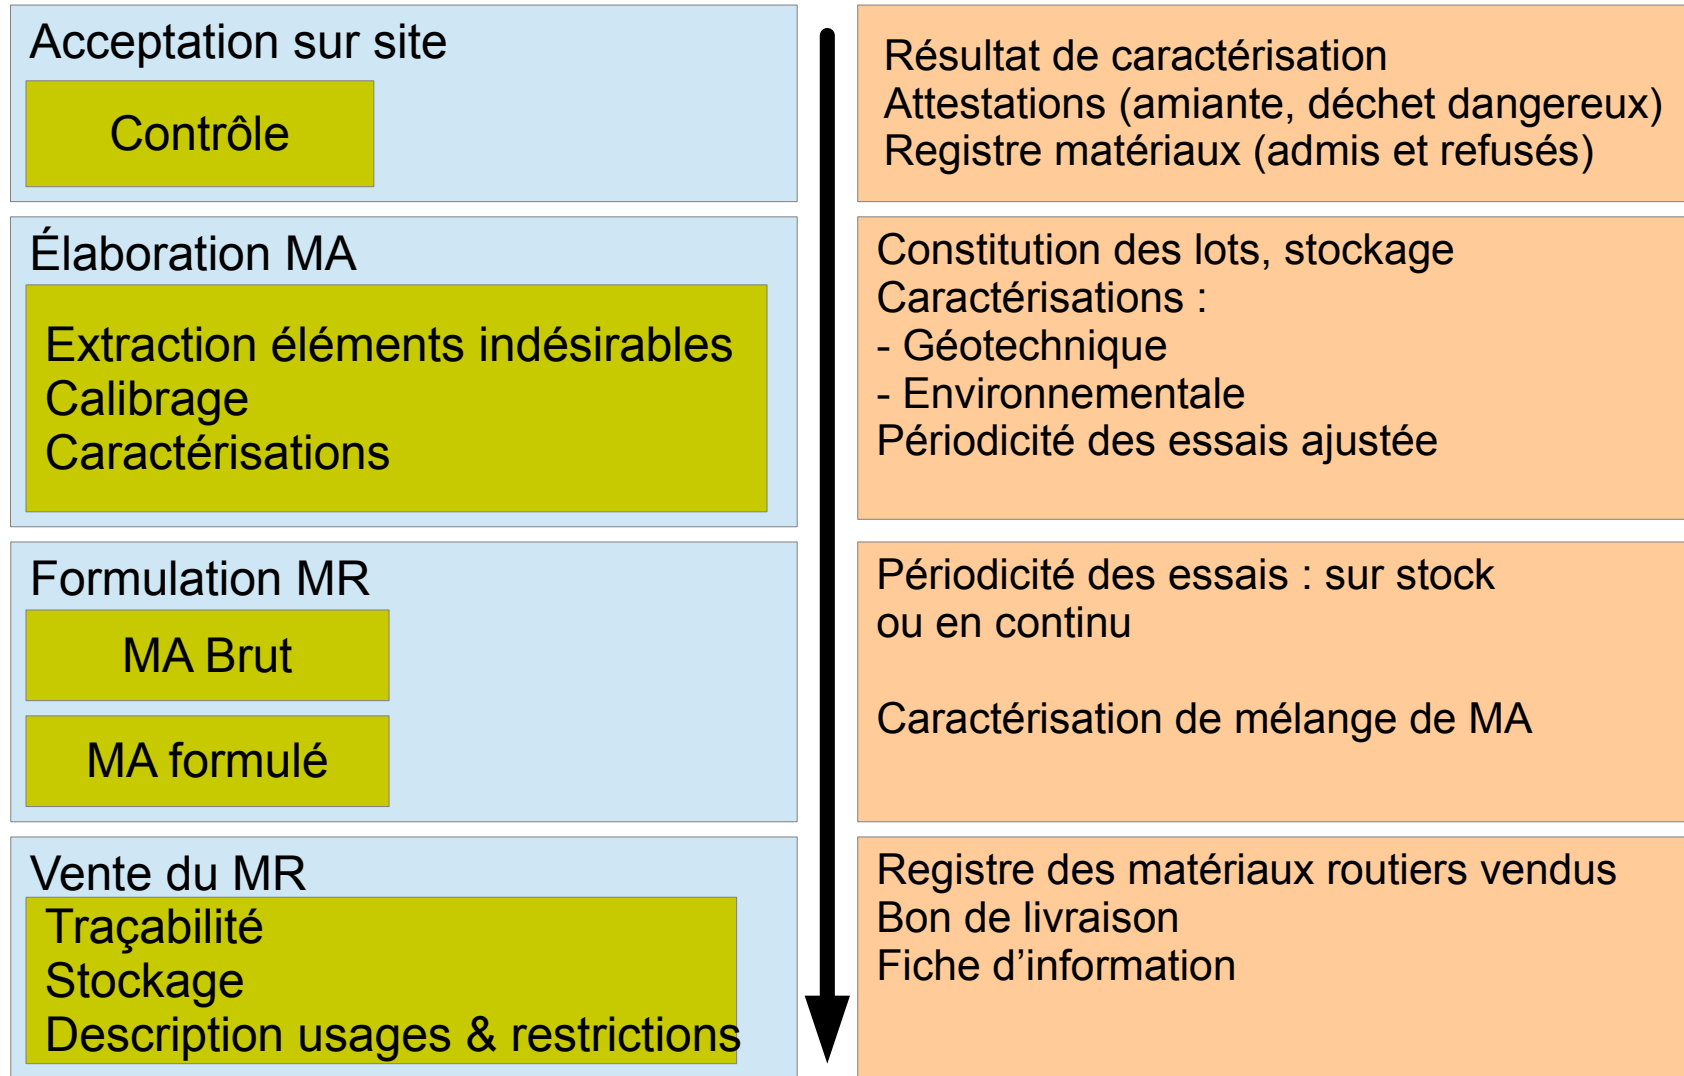 Acceptation sur site
Contrôle
Résultat de caractérisation
Attestations (amiante, déchet dangereux)
Registre matériaux (admis et refusés)
Élaboration MA
Extraction éléments indésirables
Calibrage
Caractérisations
Constitution des lots, stockage
Caractérisations :
- Géotechnique
- Environnementale
Périodicité des essais ajustée
Formulation MR
MA Brut
MA formulé
Périodicité des essais : sur stock
ou en continu
Caractérisation de mélange de MA
Vente du MR
Traçabilité
Stockage
Description usages & restrictions
Registre des matériaux routiers vendus
Bon de livraison
Fiche d’information